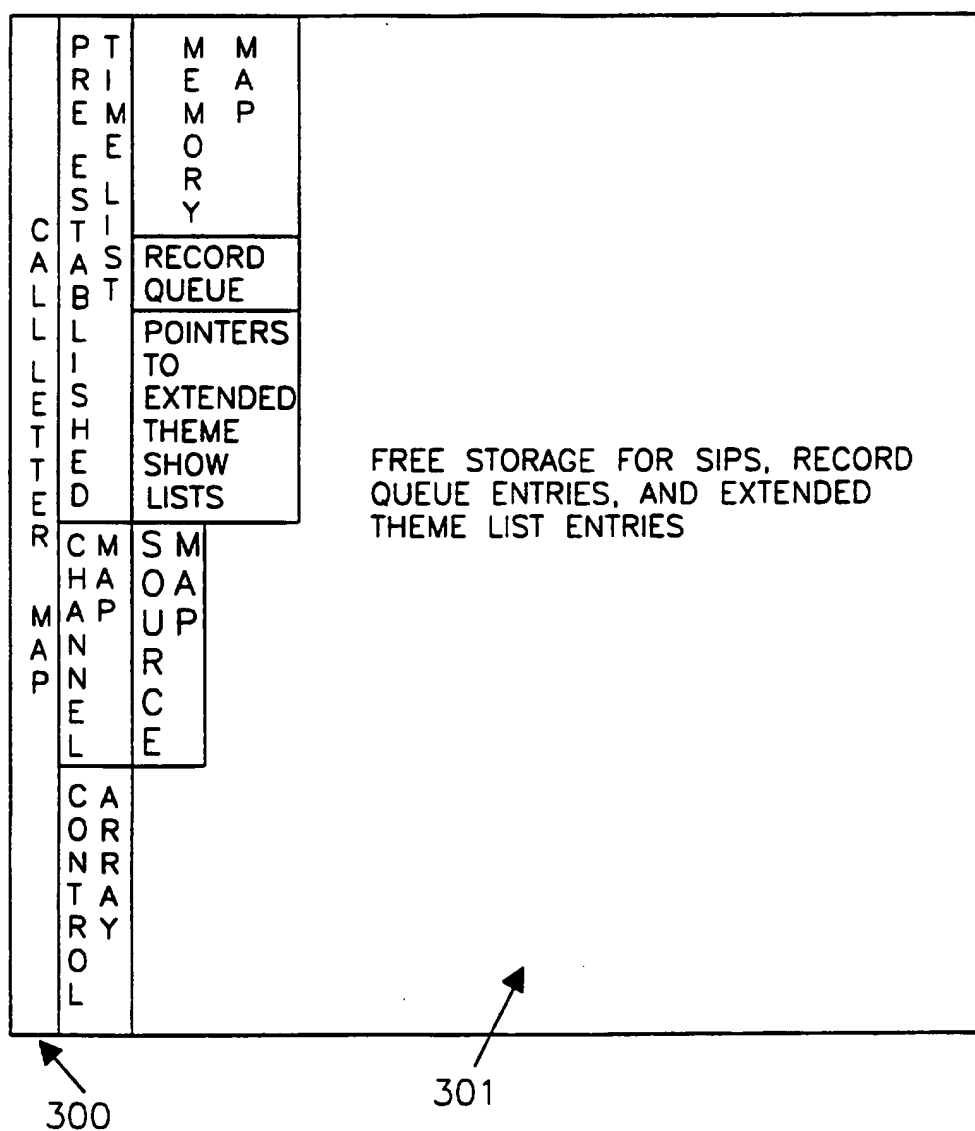 CALL LETTER MAP
PRE ESTABLISHED
TIME LIST
MEMORY
MAP
RECORD
QUEUE
POINTERS
TO
EXTENDED
THEME
SHOW
LISTS
CHANNEL
MAP
SOURCE
MAP
CONTROL
ARRAY
FREE STORAGE FOR SIPS, RECORD
QUEUE ENTRIES, AND EXTENDED
THEME LIST ENTRIES
300
301